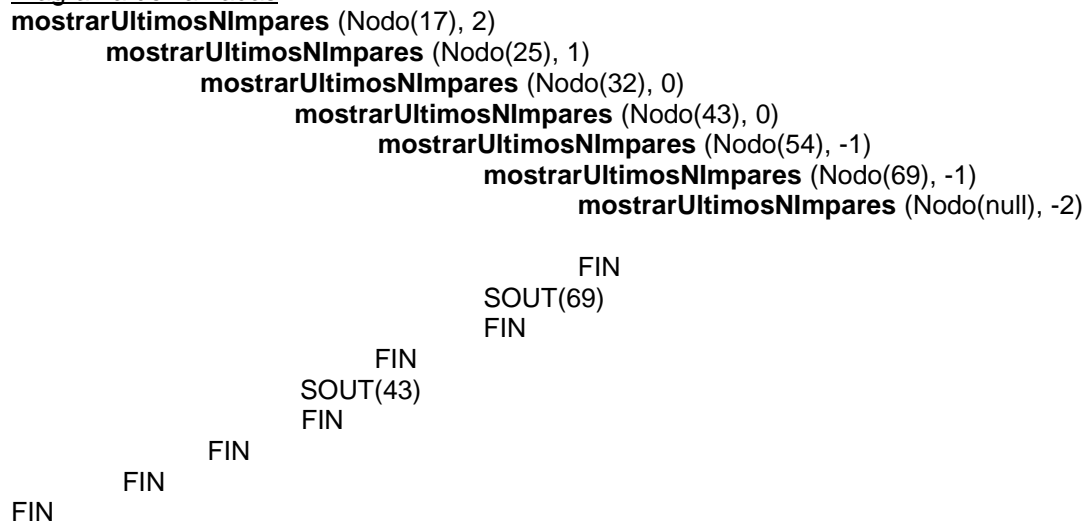 mostrarUltimosNImpares (Nodo(17), 2)
mostrarUltimosNImpares (Nodo(25), 1)
mostrarUltimosNImpares (Nodo(32), 0)
mostrarUltimosNImpares (Nodo(43), 0)
mostrarUltimosNImpares (Nodo(54), -1)
mostrarUltimosNImpares (Nodo(69), -1)
mostrarUltimosNImpares (Nodo(null), -2)
FIN
SOUT(69)
FIN
FIN
SOUT(43)
FIN
FIN
FIN
FIN